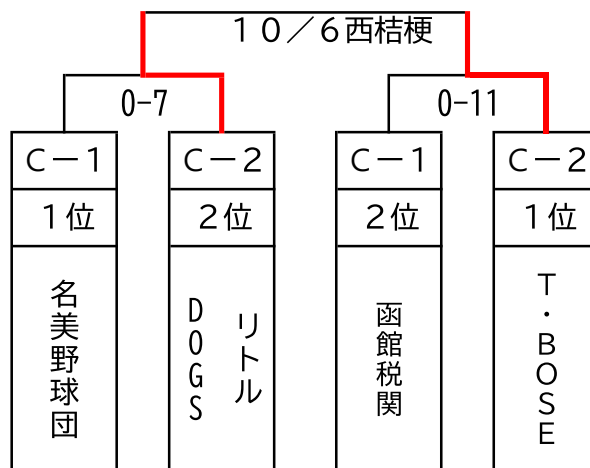 10/6西桔梗
0-7
0-11
C-1
C-2
C-1
C-2
1位
2位
2位
1位
名美野球団
リトル
DOGS
函館税関
T・BOSE